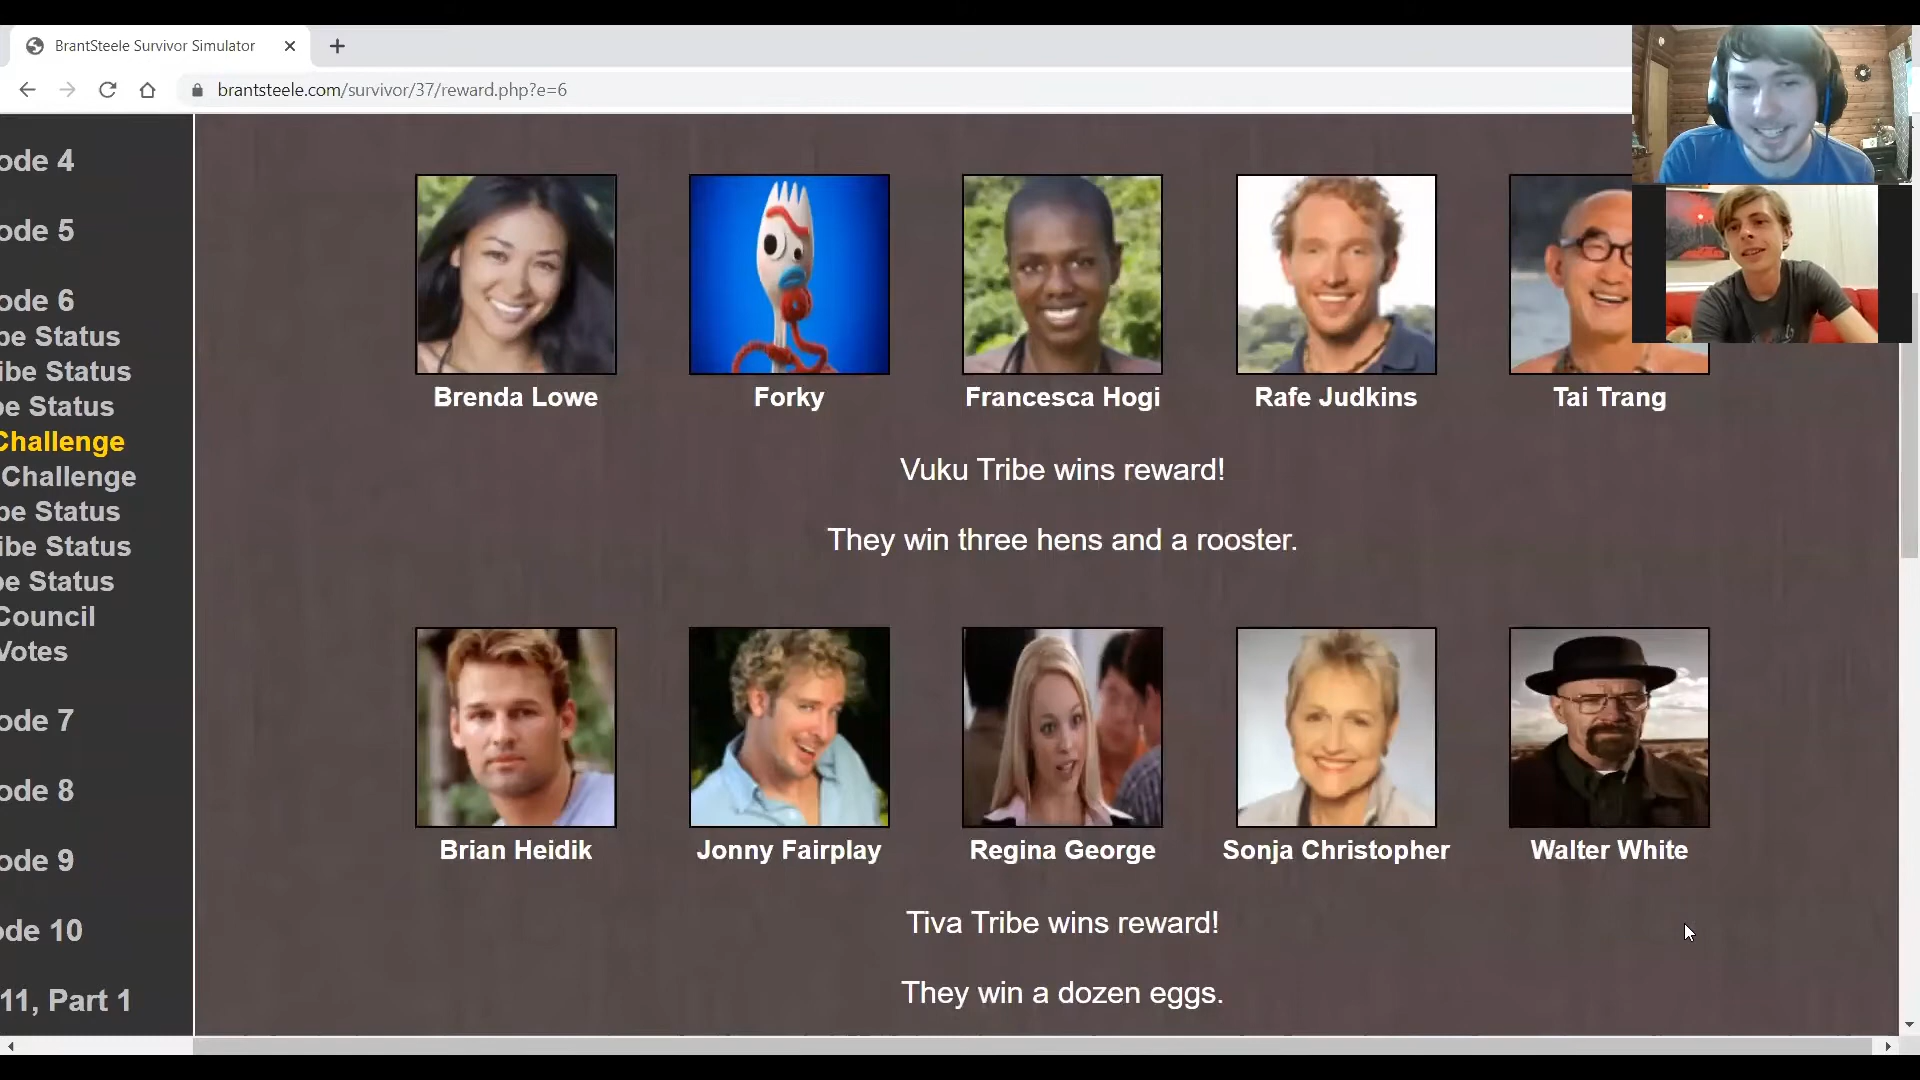 BrantSteele Survivor Simulator
brantsteele.com/survivor/37/reward.php?e=6
ode 4
ode 5
ode 6
be Status
ibe Status
be Status
Challenge
Challenge
be Status
ibe Status
be Status
Council
Votes
ode 7
ode 8
ode 9
ode 10
11, Part 1
Brenda Lowe
Forky
Francesca Hogi
Rafe Judkins
Tai Trang
Vuku Tribe wins reward!
They win three hens and a rooster.
Brian Heidik
Jonny Fairplay
Regina George
Sonja Christopher
Walter White
Tiva Tribe wins reward!
They win a dozen eggs.